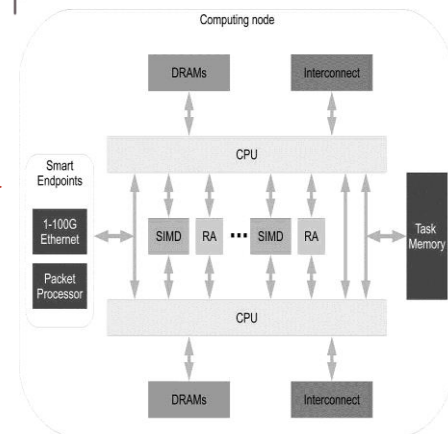 Computing node
DRAMs
Interconnect
CPU
Smart
Endpoints
1-100G
Ethernet
Packet
Processor
SIMD
RA
SIMD
RA
Task
Memory
CPU
DRAMs
Interconnect